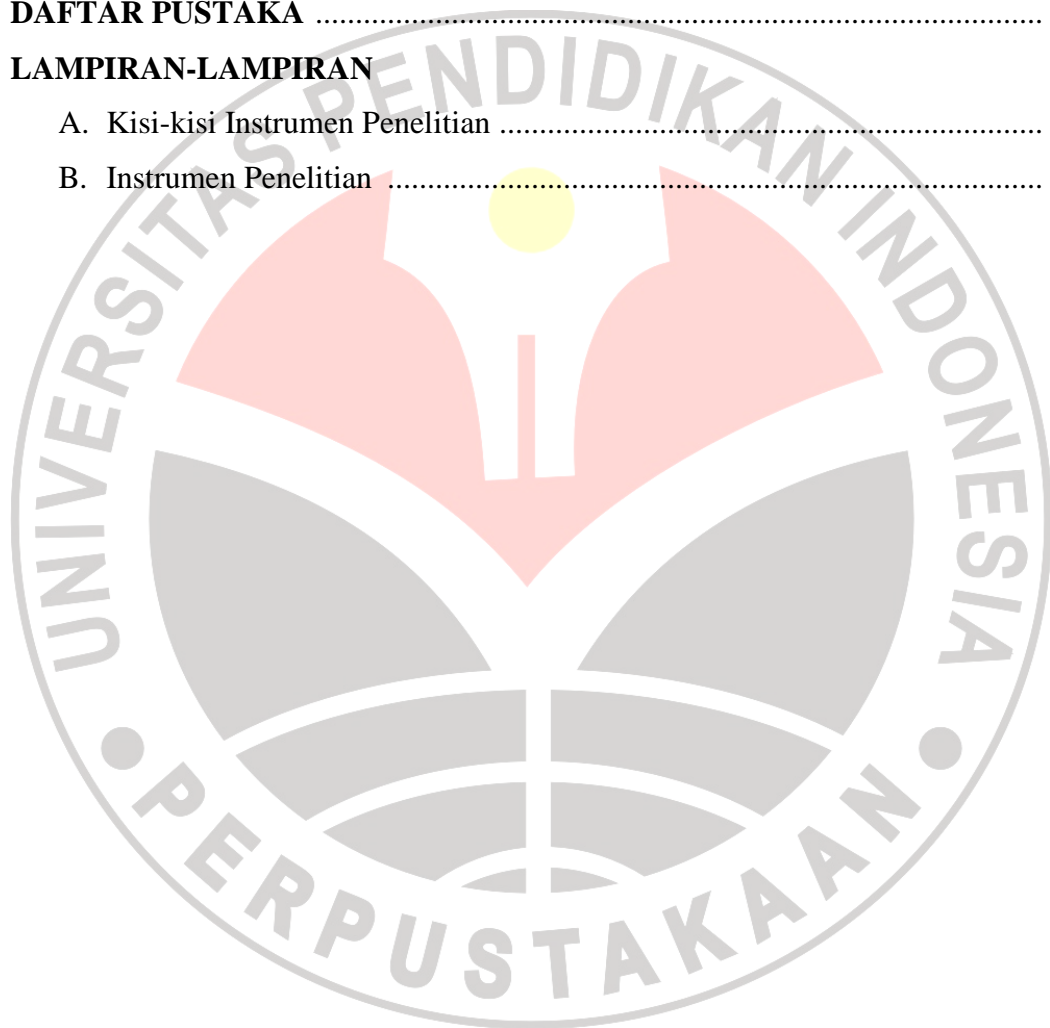 DAFTAR PUSTAKA ....................................................................................
LAMPIRAN-LAMPIRAN
A. Kisi-kisi Instrumen Penelitian ....................................................................
B. Instrumen Penelitian ..................................................................................
UNIVERSITAS PENDIDIKAN INDONESIA
PERPUSTAKAAN